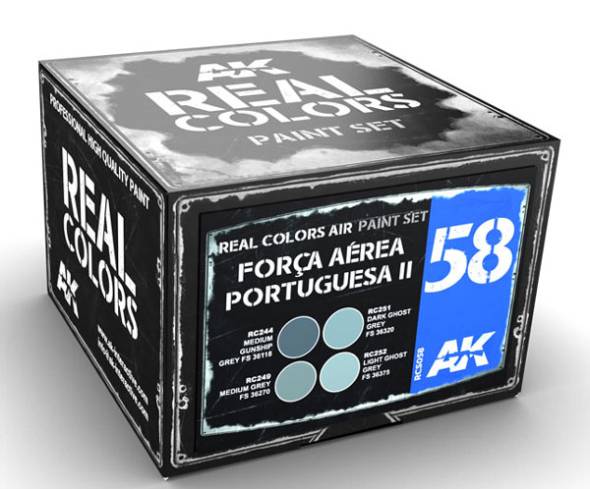 AK
REAL
COLORS
PAINT SET
PROFESSIONAL HIGH QUALITY PAINT
REAL
COLORS
AK
REAL COLORS AIR PAINT SET
FORÇA AÉREA
PORTUGUESA II
58
RC244
MEDIUM
GUNSHIP
GREY FS 36118
RC251
DARK GHOST
GREY
FS 36320
RC249
MEDIUM GREY
FS 36270
RC252
LIGHT GHOST
GREY
FS 36375
AK
RCS058